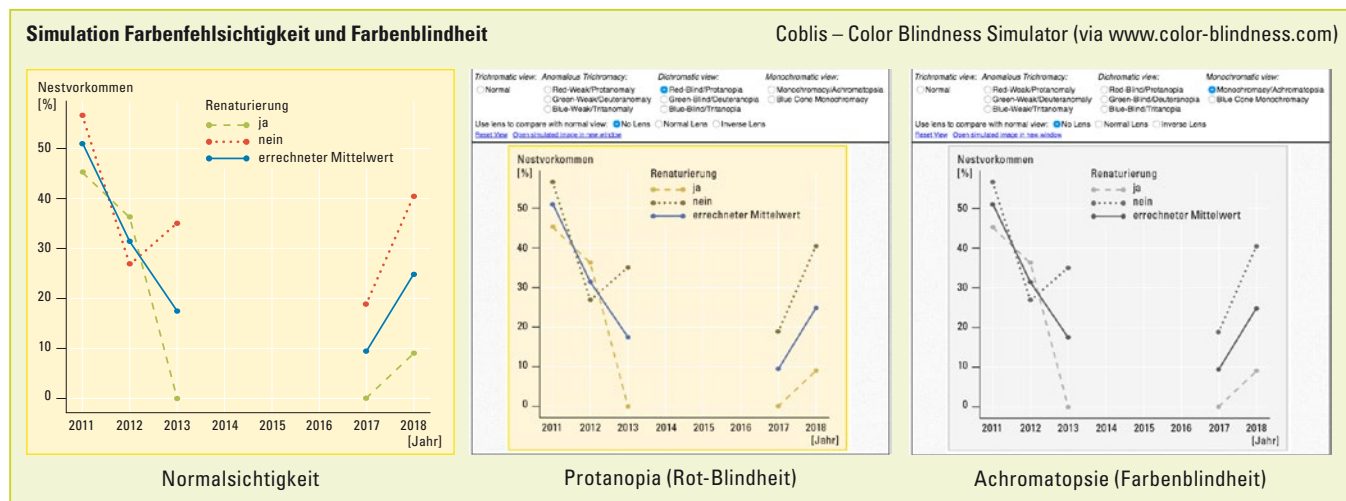 Simulation Farbenfehlsichtigkeit und Farbenblindheit
Coblis – Color Blindness Simulator (via www.color-blindness.com)
Nestvorkommen
[%]
Renaturierung
ja
nein
errechneter Mittelwert
50
40
30
20
10
0
2011 2012 2013 2014 2015 2016 2017 2018
[Jahr]
Normalsichtigkeit
Trichromatic view: Anomalous Trichromacy: Dichromatic view: Monochromatic view:
Normal Red-Weak/Protanomaly Red-Blind/Protanopia Monochromacy/Achromatopsia
Green-Weak/Deuteranomaly Green-Blind/Deuteranopia Blue Cone Monochromacy
Blue-Weak/Tritanomaly Blue-Blind/Tritanopia
Use lens to compare with normal view: No Lens Normal Lens Inverse Lens
Reset View Open simulated image in new window
Nestvorkommen
[%]
Renaturierung
ja
nein
errechneter Mittelwert
50
40
30
20
10
0
2011 2012 2013 2014 2015 2016 2017 2018
[Jahr]
Protanopia (Rot-Blindheit)
Trichromatic view: Anomalous Trichromacy: Dichromatic view: Monochromatic view:
Normal Red-Weak/Protanomaly Red-Blind/Protanopia Monochromacy/Achromatopsia
Green-Weak/Deuteranomaly Green-Blind/Deuteranopia Blue Cone Monochromacy
Blue-Weak/Tritanomaly Blue-Blind/Tritanopia
Use lens to compare with normal view: No Lens Normal Lens Inverse Lens
Reset View Open simulated image in new window
Nestvorkommen
[%]
Renaturierung
ja
nein
errechneter Mittelwert
50
40
30
20
10
0
2011 2012 2013 2014 2015 2016 2017 2018
[Jahr]
Achromatopsie (Farbenblindheit)